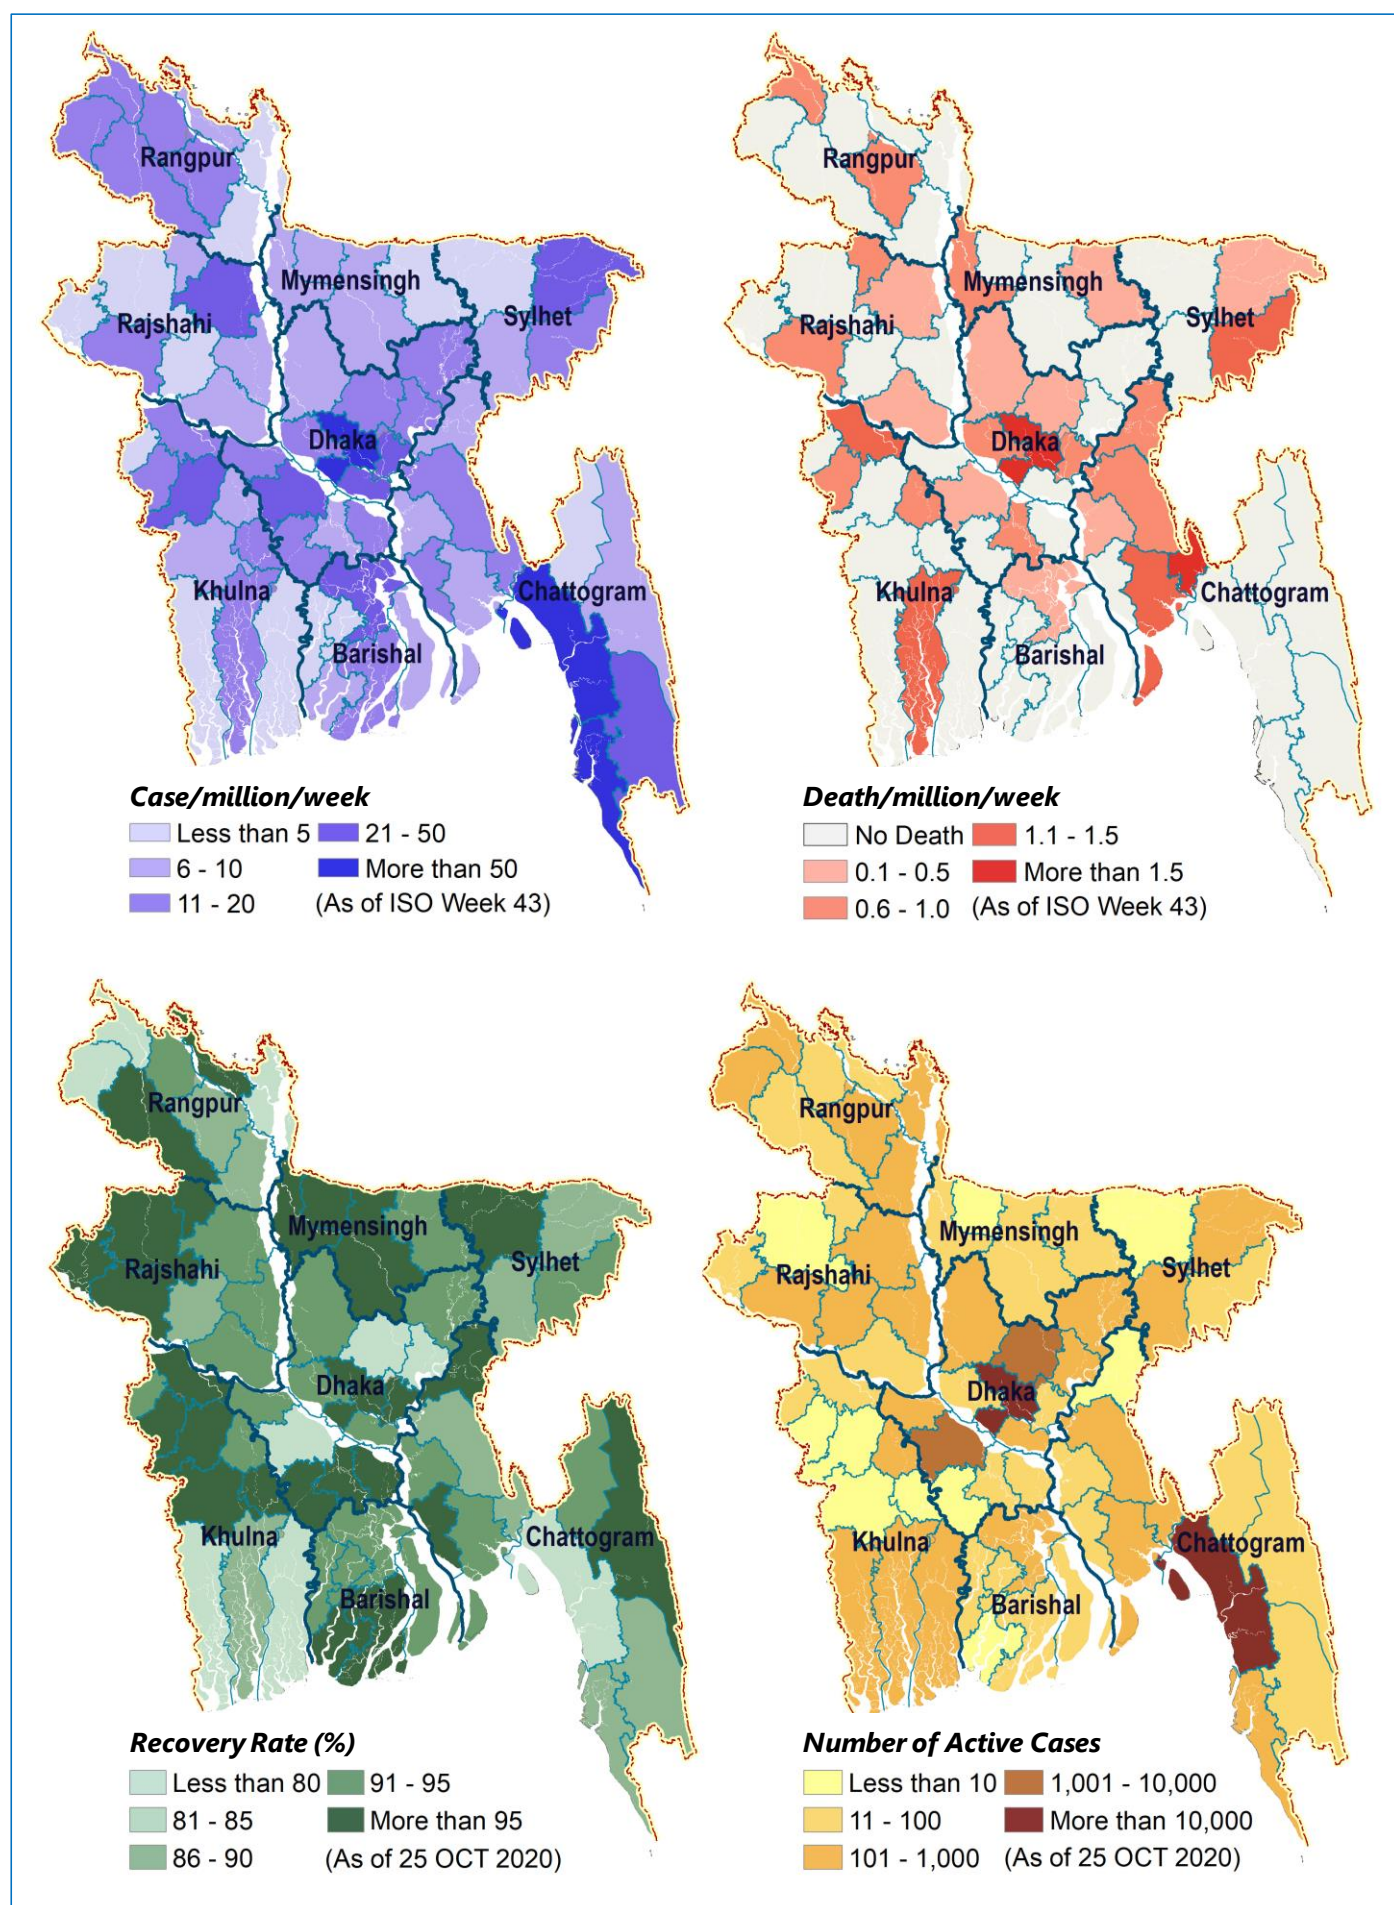 Rangpur
Mymensingh
Rajshahi
Sylhet
Dhaka
Khulna
Chattogram
Barishal
Case/million/week
Less than 5
21 - 50
6 - 10
More than 50
11 - 20
(As of ISO Week 43)
Rangpur
Mymensingh
Rajshahi
Sylhet
Dhaka
Khulna
Chattogram
Barishal
Death/million/week
No Death
1.1 - 1.5
0.1 - 0.5
More than 1.5
0.6 - 1.0
(As of ISO Week 43)
Rangpur
Mymensingh
Rajshahi
Sylhet
Dhaka
Khulna
Chattogram
Barishal
Recovery Rate (%)
Less than 80
91 - 95
81 - 85
More than 95
86 - 90
(As of 25 OCT 2020)
Rangpur
Mymensingh
Rajshahi
Sylhet
Dhaka
Khulna
Chattogram
Barishal
Number of Active Cases
Less than 10
1,001 - 10,000
11 - 100
More than 10,000
101 - 1,000
(As of 25 OCT 2020)